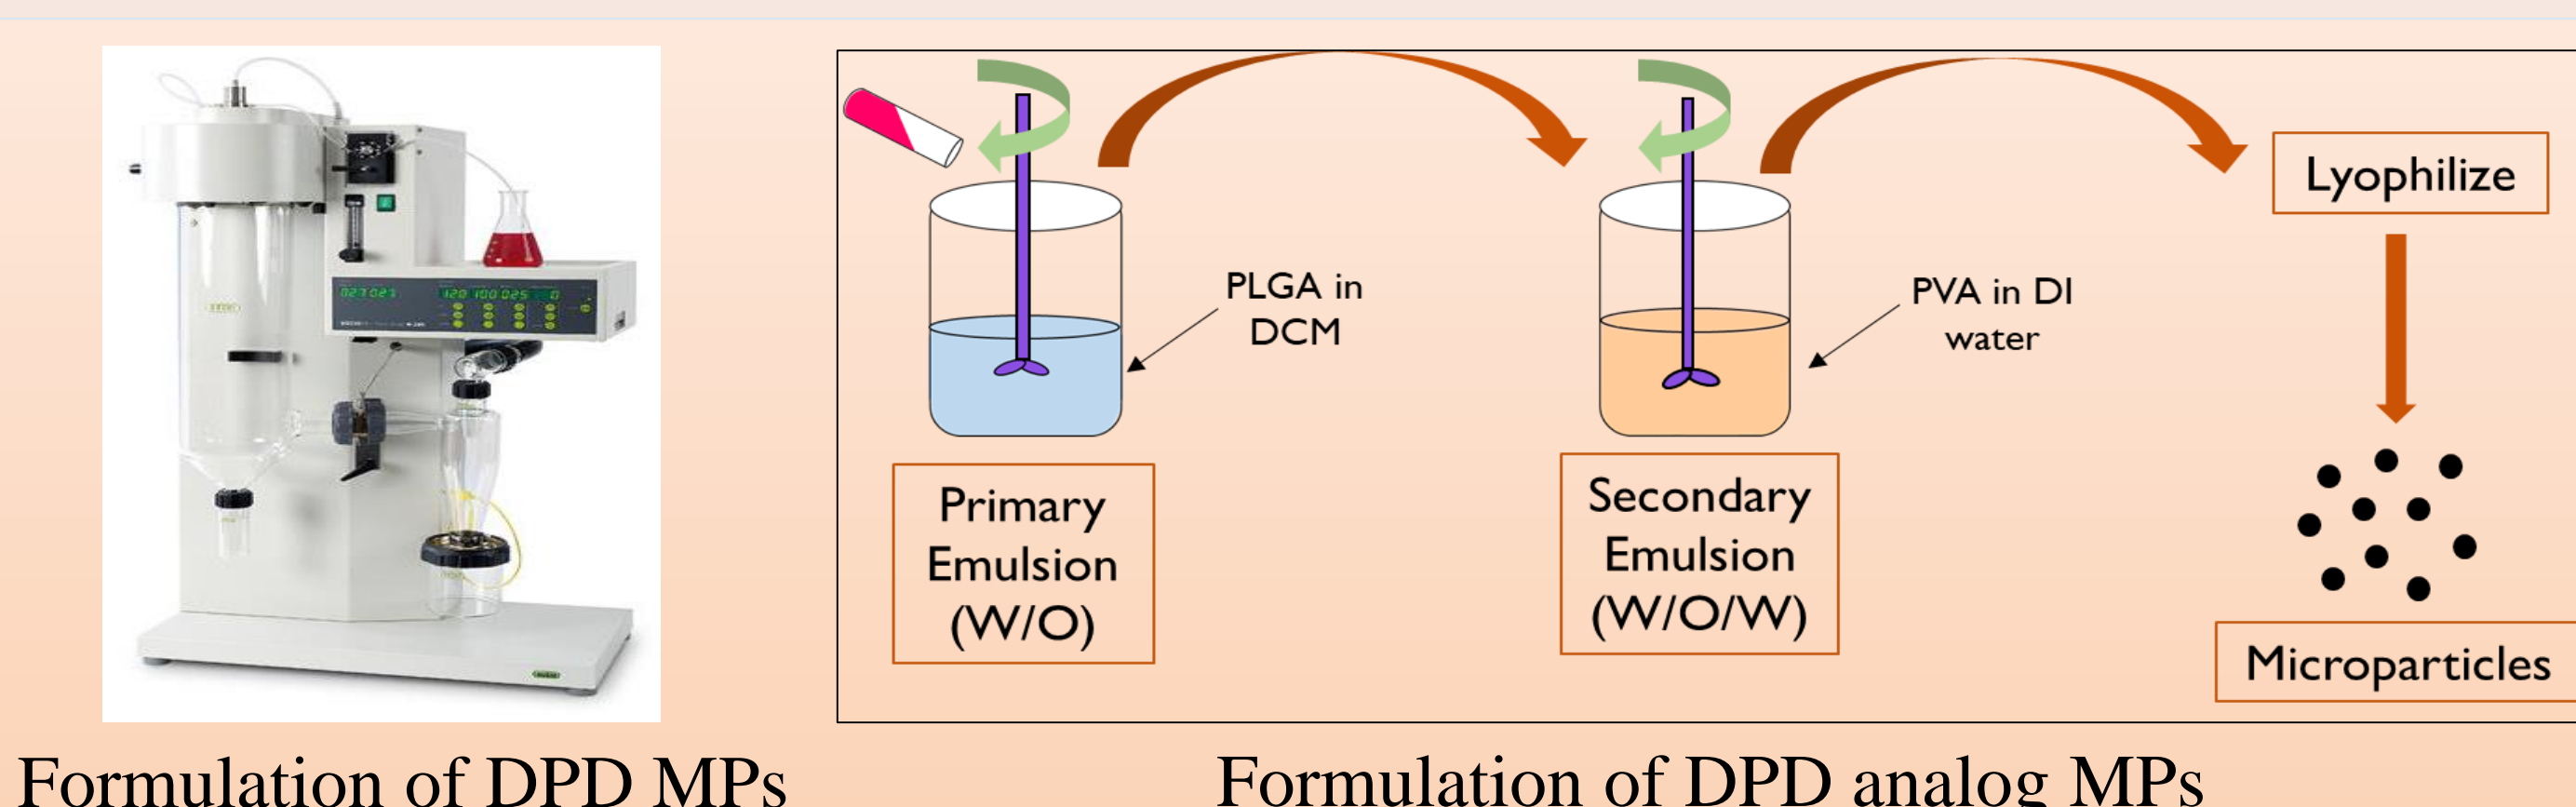 PLGA in
DCM
PVA in DI
water
Lyophilize
Primary
Emulsion
(W/O)
Secondary
Emulsion
(W/O/W)
Microparticles
Formulation of DPD MPs
Formulation of DPD analog MPs